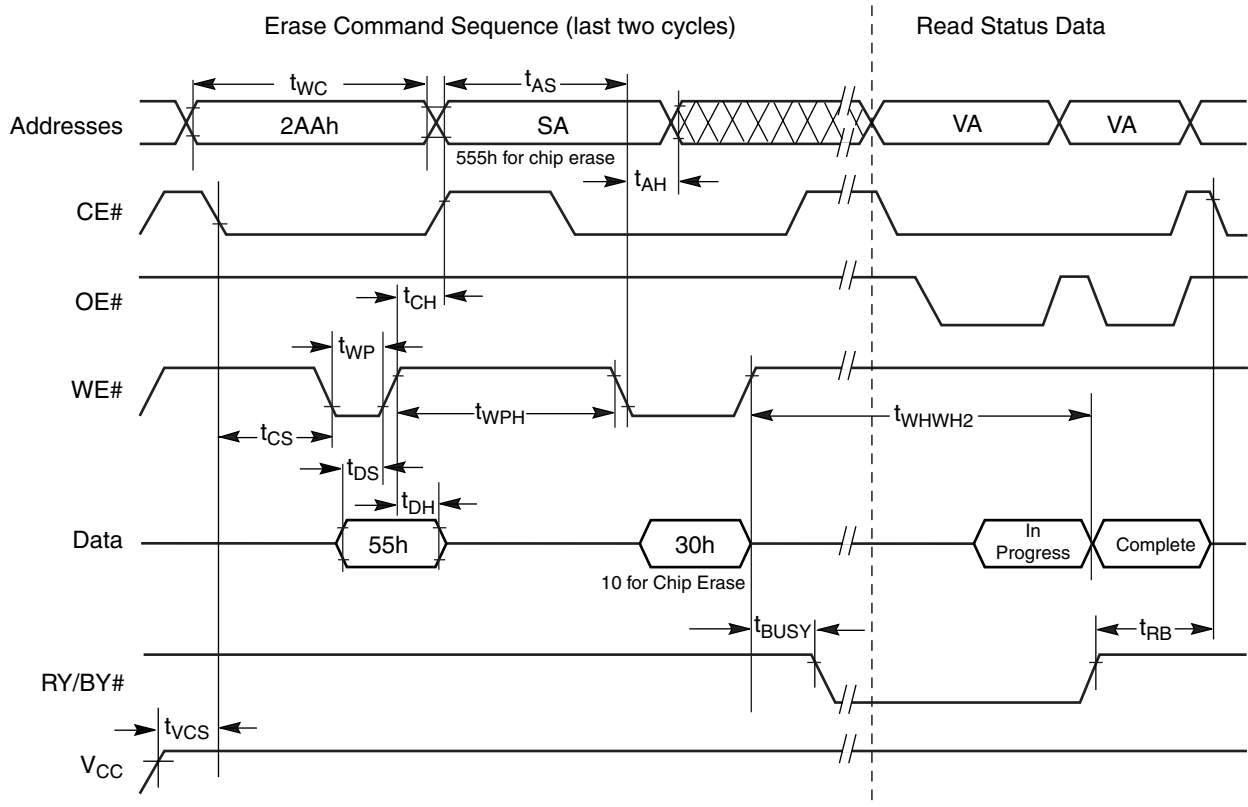 Erase Command Sequence (last two cycles)
Read Status Data
tWC
tAS
Addresses
2AAh
SA
VA
VA
555h for chip erase
tAH
CE#
tCH
OE#
tWP
WE#
tWPH
tWHWH2
tCS
tDS
tDH
Data
55h
30h
In
Progress
Complete
10 for Chip Erase
tBUSY
tRB
RY/BY#
tVCS
VCC